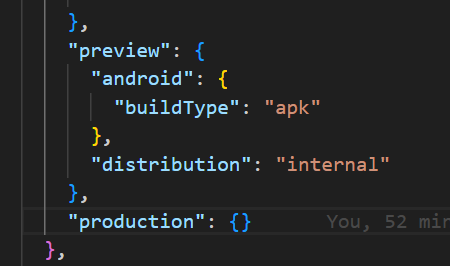 },
"preview": {
"android": {
"buildType": "apk"
},
"distribution": "internal"
},
"production": {} You, 52
},